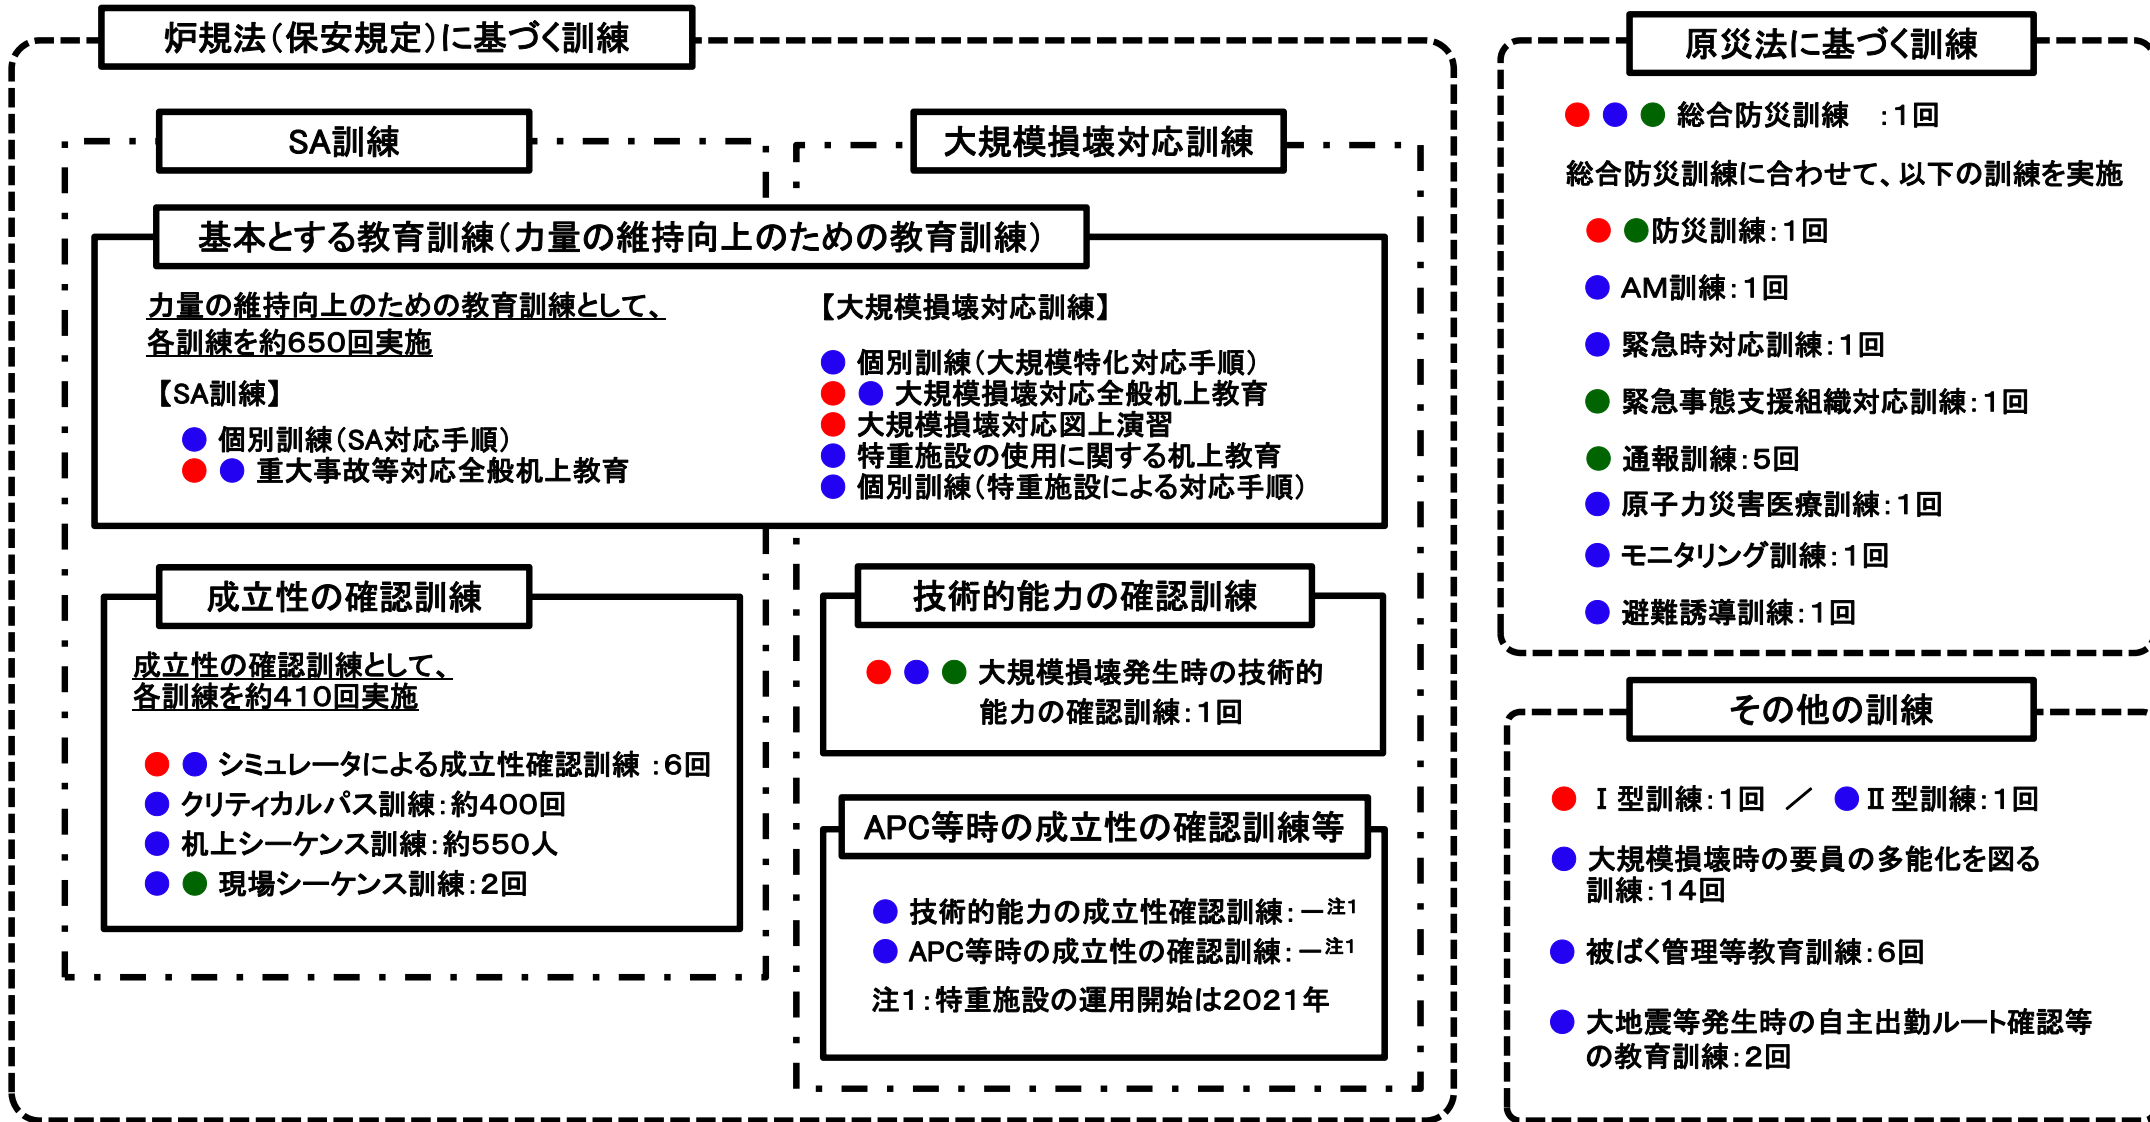 炉規法(保安規定)に基づく訓練
SA訓練
大規模損壊対応訓練
基本とする教育訓練(力量の維持向上のための教育訓練)
力量の維持向上のための教育訓練として、
各訓練を約650回実施
【SA訓練】
個別訓練(SA対応手順)
重大事故等対応全般机上教育
【大規模損壊対応訓練】
個別訓練(大規模特化対応手順)
大規模損壊対応全般机上教育
大規模損壊対応図上演習
特重施設の使用に関する机上教育
個別訓練(特重施設による対応手順)
成立性の確認訓練
成立性の確認訓練として、
各訓練を約410回実施
シミュレータによる成立性確認訓練:6回
クリティカルパス訓練:約400回
机上シーケンス訓練:約550人
現場シーケンス訓練:2回
技術的能力の確認訓練
大規模損壊発生時の技術的
能力の確認訓練:1回
APC等時の成立性の確認訓練等
技術的能力の成立性確認訓練:-注1
APC等時の成立性の確認訓練:-注1
注1:特重施設の運用開始は2021年
原災法に基づく訓練
総合防災訓練 :1回
総合防災訓練に合わせて、以下の訓練を実施
防災訓練:1回
AM訓練:1回
緊急時対応訓練:1回
緊急事態支援組織対応訓練:1回
通報訓練:5回
原子力災害医療訓練:1回
モニタリング訓練:1回
避難誘導訓練:1回
その他の訓練
Ⅰ型訓練:1回 / Ⅱ型訓練:1回
大規模損壊時の要員の多能化を図る
訓練:14回
被ばく管理等教育訓練:6回
大地震等発生時の自主出勤ルート確認等
の教育訓練:2回